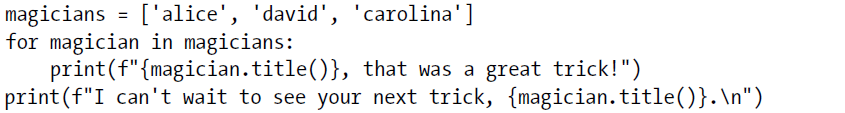 magicians = ['alice', 'david', 'carolina']
for magician in magicians:
    print(f"{magician.title()}, that was a great trick!")
print(f"I can't wait to see your next trick, {magician.title()}.\n")